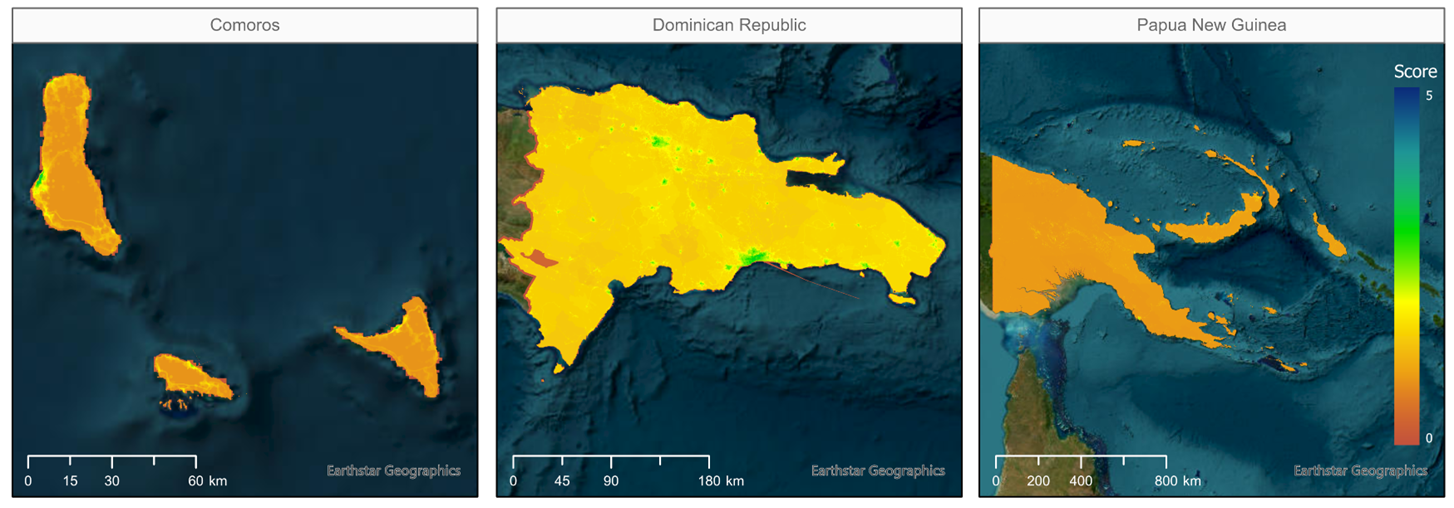 Comoros
Dominican Republic
Papua New Guinea
Score
5
0
Earthstar Geographics
0 15 30 60 km
Earthstar Geographics
0 45 90 180 km
Earthstar Geographics
0 200 400 800 km